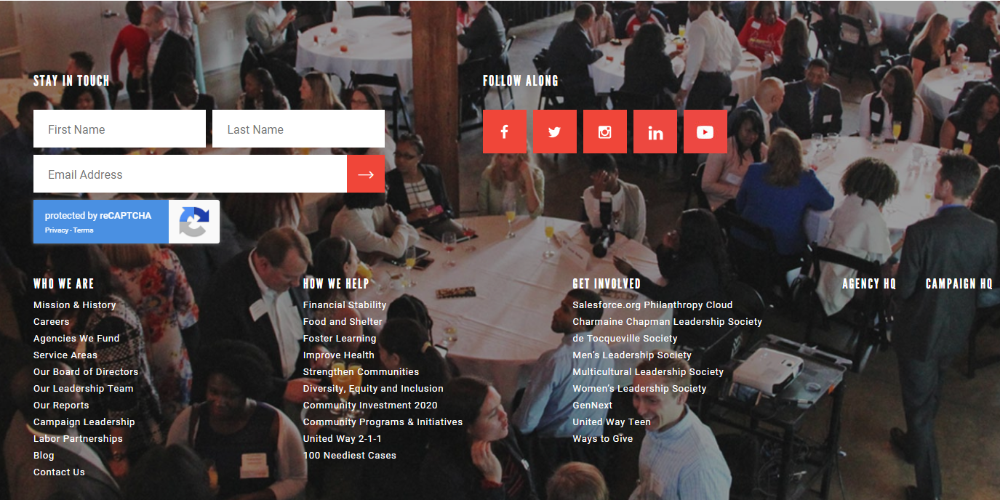 STAY IN TOUCH
FOLLOW ALONG
First Name
Last Name
Email Address
protected by reCAPTCHA
Privacy - Terms
WHO WE ARE
Mission & History
Careers
Agencies We Fund
Service Areas
Our Board of Directors
Our Leadership Team
Our Reports
Campaign Leadership
Labor Partnerships
Blog
Contact Us
HOW WE HELP
Financial Stability
Food and Shelter
Foster Learning
Improve Health
Strengthen Communities
Diversity, Equity and Inclusion
Community Investment 2020
Community Programs & Initiatives
United Way 2-1-1
100 Neediest Cases
GET INVOLVED
Salesforce.org Philanthropy Cloud
Charmaine Chapman Leadership Society
de Tocqueville Society
Men’s Leadership Society
Multicultural Leadership Society
Women’s Leadership Society
GenNext
United Way Teen
Ways to Give
AGENCY HQ
CAMPAIGN HQ